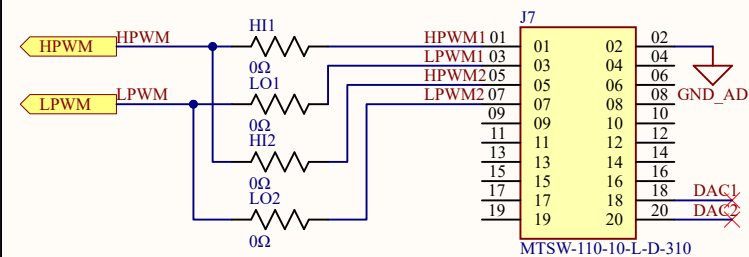 J7
HI1
HPWM
HPWM
HPWM1 01
01
02
02
0Ω
LPWM1 03
03
04
04
LO1
HPWM2 05
05
06
06
LPWM
LPWM
LPWM2 07
07
08
08
GND_AD
0Ω
09
09
10
10
HI2
11
11
12
12
13
13
14
14
0Ω
15
15
16
16
LO2
17
17
18
18
DAC1
19
19
20
20
DAC2
0Ω
MTSW-110-10-L-D-310